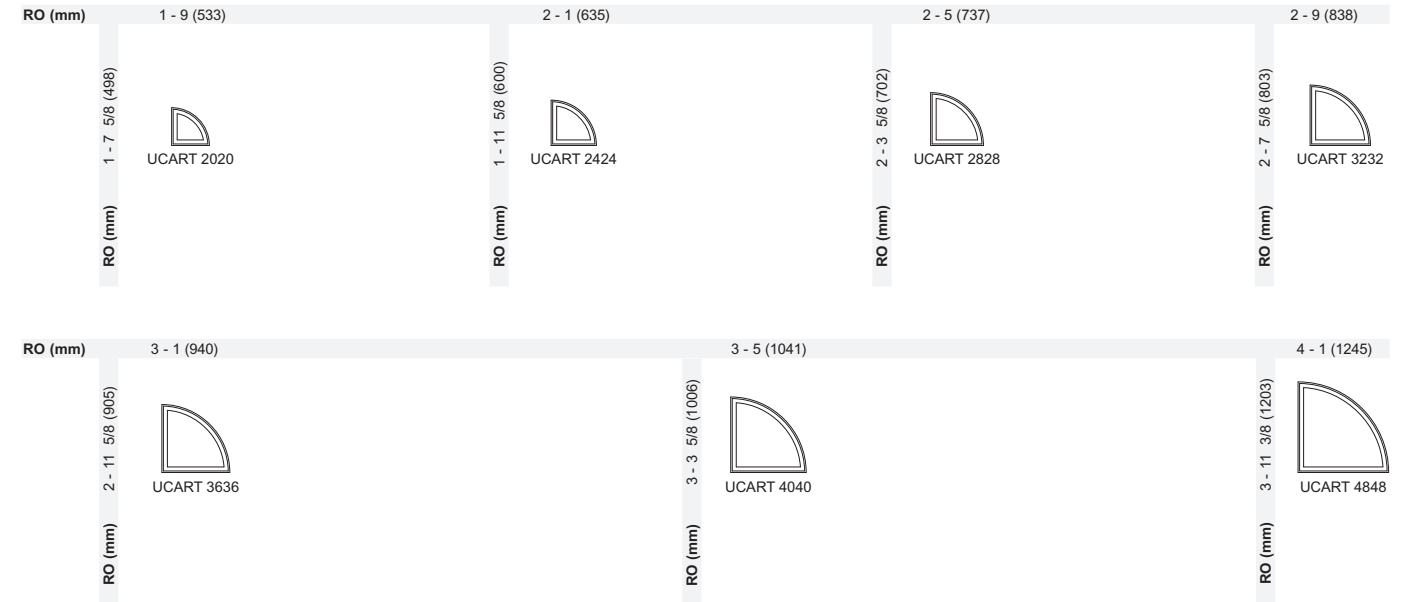 RO (mm) 1 - 9 (533) 2 - 1 (635) 2 - 5 (737) 2 - 9 (838)
RO (mm) 1 - 7 5/8 (498)
UCART 2020
RO (mm) 1 - 11 5/8 (600)
UCART 2424
RO (mm) 2 - 3 5/8 (702)
UCART 2828
RO (mm) 2 - 7 5/8 (803)
UCART 3232
RO (mm) 3 - 1 (940) 3 - 5 (1041) 4 - 1 (1245)
RO (mm) 2 - 11 5/8 (905)
UCART 3636
RO (mm) 3 - 3 5/8 (1006)
UCART 4040
RO (mm) 3 - 11 3/8 (1203)
UCART 4848